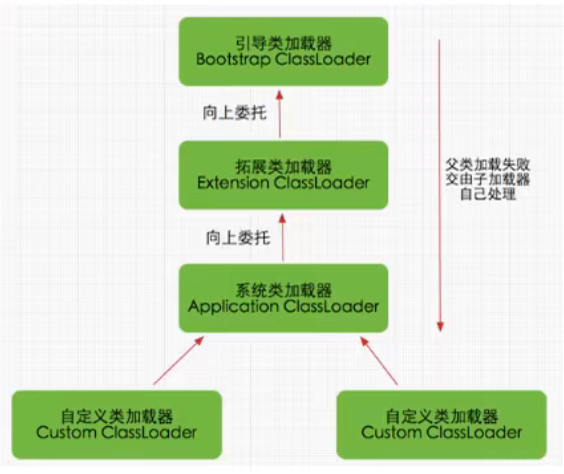 引导类加载器
Bootstrap ClassLoader
向上委托
拓展类加载器
Extension ClassLoader
父类加载失败
交由子加载器
自己处理
向上委托
系统类加载器
Application ClassLoader
自定义类加载器
Custom ClassLoader
自定义类加载器
Custom ClassLoader